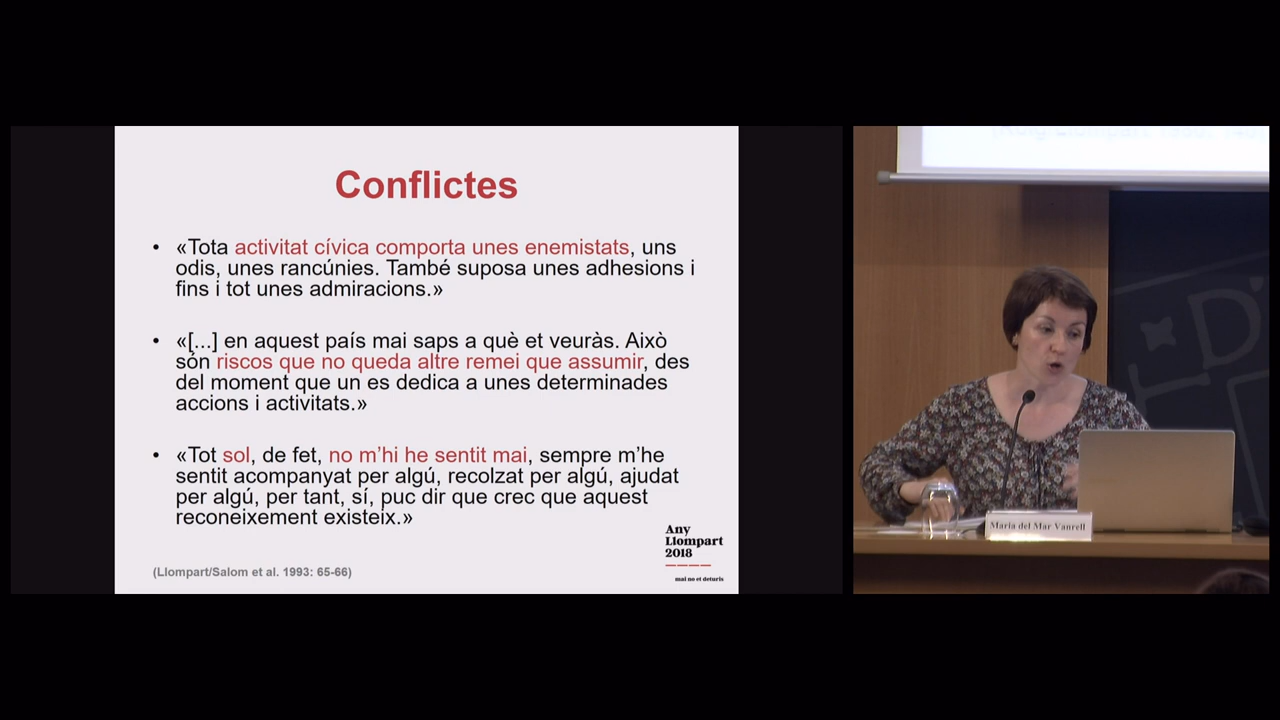 Conflictes
• «Tota activitat cívica comporta unes enemistats, uns
odis, unes rancúnies. També suposa unes adhesions i
fins i tot unes admiracions.»
• «[...] en aquest país mai saps a què et veuràs. Això
són riscos que no queda altre remei que assumir, des
del moment que un es dedica a unes determinades
accions i activitats.»
• «Tot sol, de fet, no m'hi he sentit mai, sempre m'he
sentit acompanyat per algú, recolzat per algú, ajudat
per algú, per tant, sí, puc dir que crec que aquest
reconeixement existeix.»
(Llompart/Salom et al. 1993: 65-66)
Any
Llompart
2018
mai no et deturis
Maria del Mar Vanrell